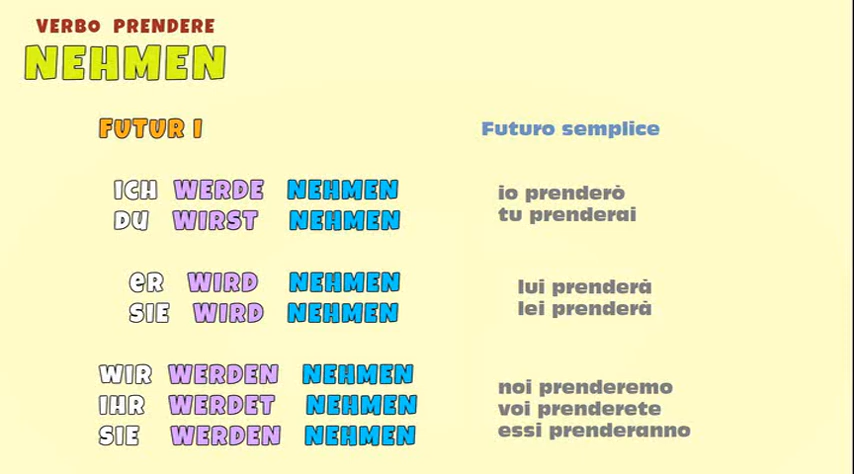 VERBO PRENDERE
NEHMEN
FUTUR I
Futuro semplice
ICH WERDE NEHMEN
DU WIRST NEHMEN
io prenderò
tu prenderai
eR WIRD NEHMEN
SIE WIRD NEHMEN
lui prenderà
lei prenderà
WIR WERDEN NEHMEN
IHR WERDET NEHMEN
SIE WERDEN NEHMEN
noi prenderemo
voi prenderete
essi prenderanno